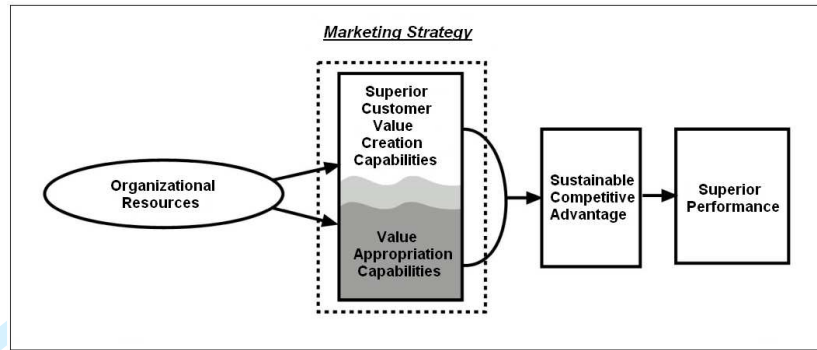 Marketing Strategy
Superior
Customer
Value
Creation
Capabilities
Organizational
Resources
Value
Appropriation
Capabilities
Sustainable
Competitive
Advantage
Superior
Performance